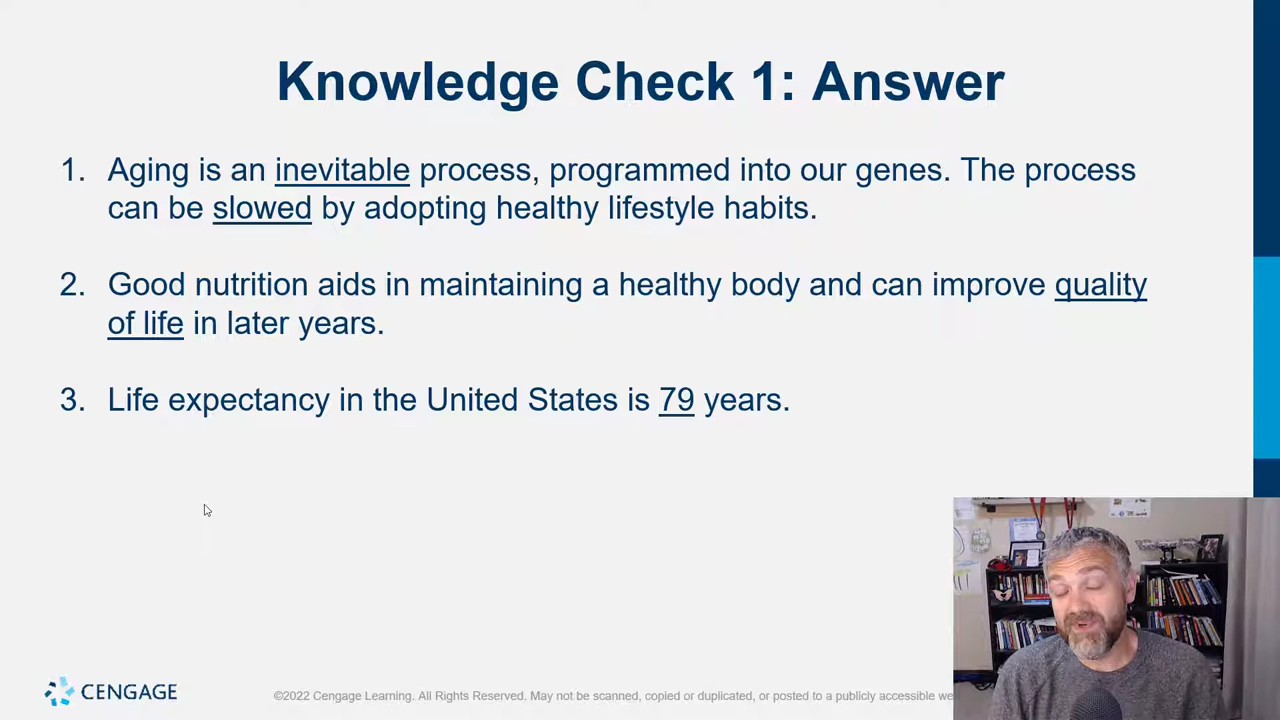 Knowledge Check 1: Answer
1. Aging is an inevitable process, programmed into our genes. The process
can be slowed by adopting healthy lifestyle habits.
2. Good nutrition aids in maintaining a healthy body and can improve quality
of life in later years.
3. Life expectancy in the United States is 79 years.
CENGAGE
©2022 Cengage Learning. All Rights Reserved. May not be scanned, copied or duplicated, or posted to a publicly accessible we